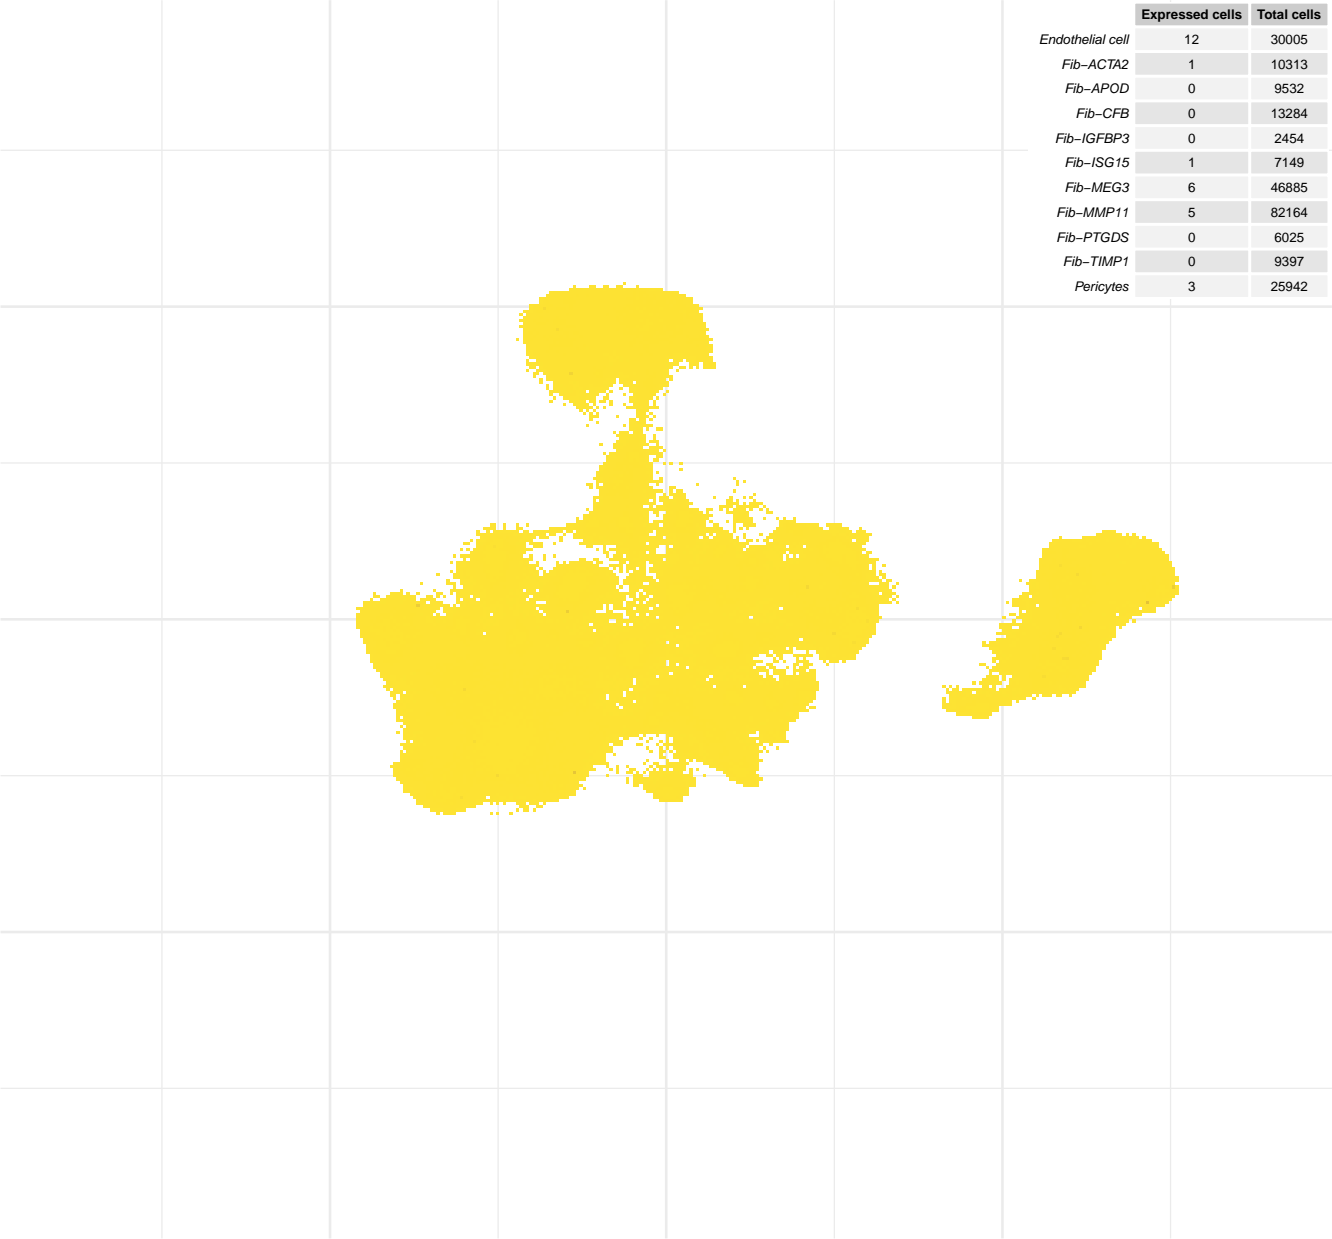 Expressed cells Total cells
Endothelial cell 12 30005
Fib−ACTA2 1 10313
Fib−APOD 0 9532
Fib−CFB 0 13284
Fib−IGFBP3 0 2454
Fib−ISG15 1 7149
Fib−MEG3 6 46885
Fib−MMP11 5 82164
Fib−PTGDS 0 6025
Fib−TIMP1 0 9397
Pericytes 3 25942